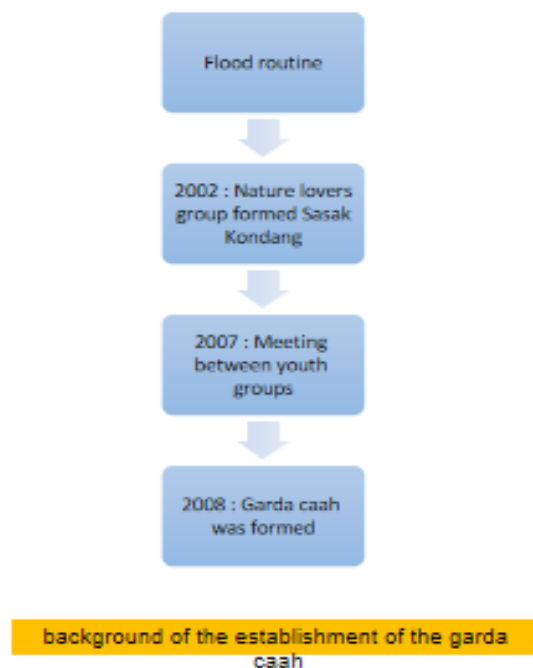 Flood routine
2002 : Nature lovers
group formed Sasak
Kondang
2007 : Meeting
between youth
groups
2008 : Garda caah
was formed
background of the establishment of the garda
caah